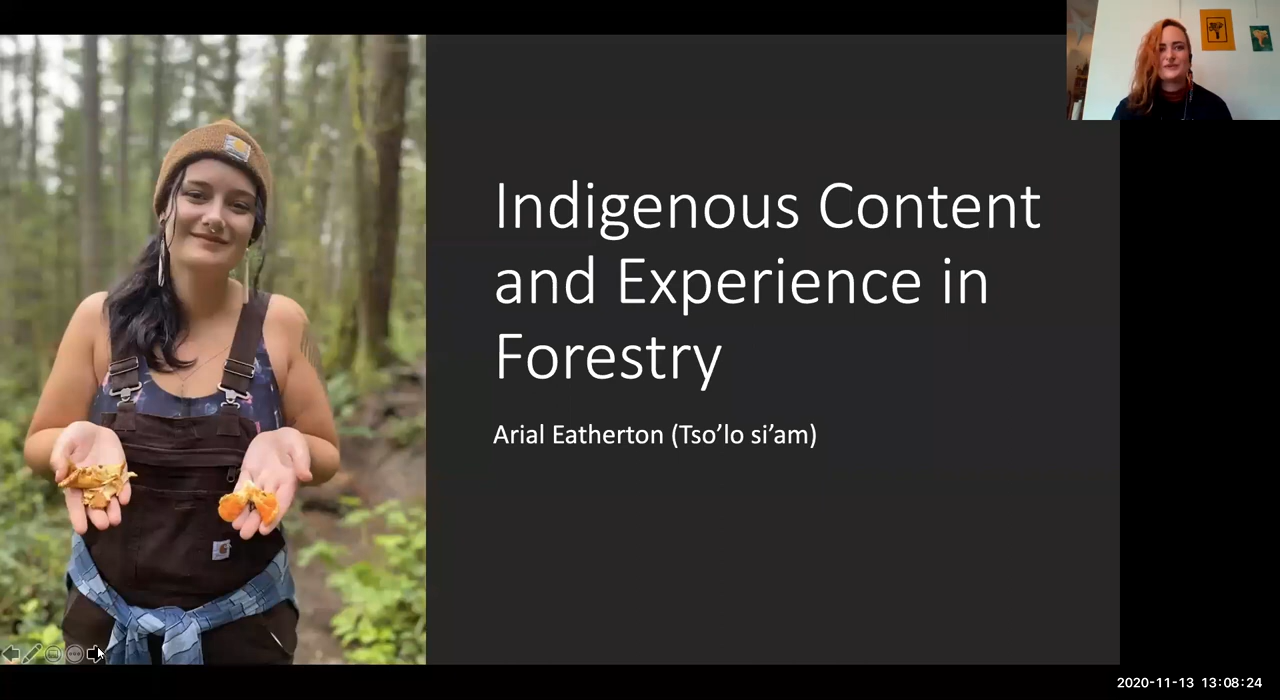 Indigenous Content
and Experience in
Forestry
Arial Eatherton (Tso’lo si’am)
2020-11-13 13:08:24